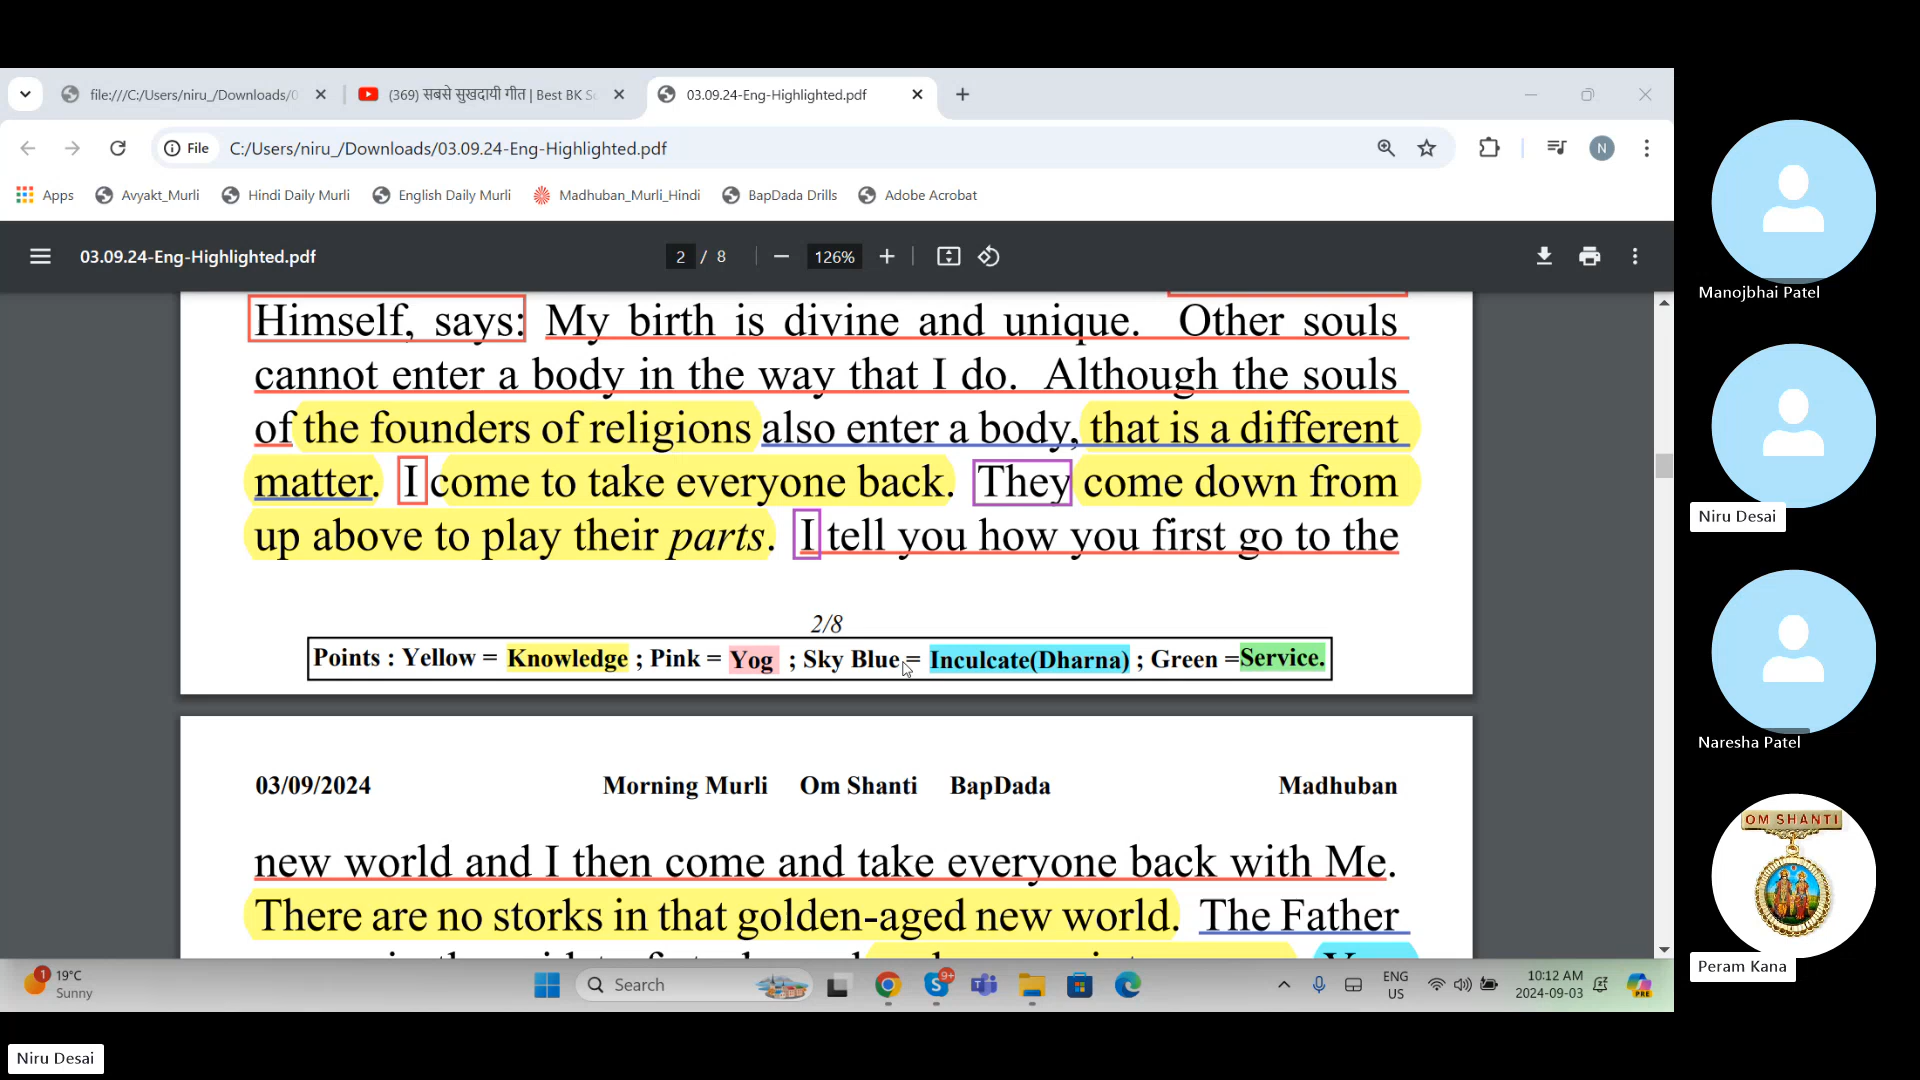 file:///C:/Users/niru_/Downloads/0
(369) सबसे सुखदायी गीत | Best BK S
03.09.24-Eng-Highlighted.pdf
File
C:/Users/niru_/Downloads/03.09.24-Eng-Highlighted.pdf
N
Apps
Avyakt_Murli
Hindi Daily Murli
English Daily Murli
Madhuban_Murli_Hindi
BapDada Drills
Adobe Acrobat
03.09.24-Eng-Highlighted.pdf
2 / 8
126%
Himself, says: My birth is divine and unique. Other souls
cannot enter a body in the way that I do. Although the souls
of the founders of religions also enter a body, that is a different
matter. I come to take everyone back. They come down from
up above to play their parts. I tell you how you first go to the
2/8
Points : Yellow = Knowledge ; Pink = Yog ; Sky Blue = Inculcate(Dharna) ; Green =Service.
03/09/2024 Morning Murli Om Shanti BapDada Madhuban
new world and I then come and take everyone back with Me.
There are no storks in that golden-aged new world. The Father
1
19°C
Sunny
Search
9+
ENG
US
10:12 AM
2024-09-03
PRE
Manojbhai Patel
Niru Desai
Naresha Patel
OM SHANTI
Peram Kana
Niru Desai